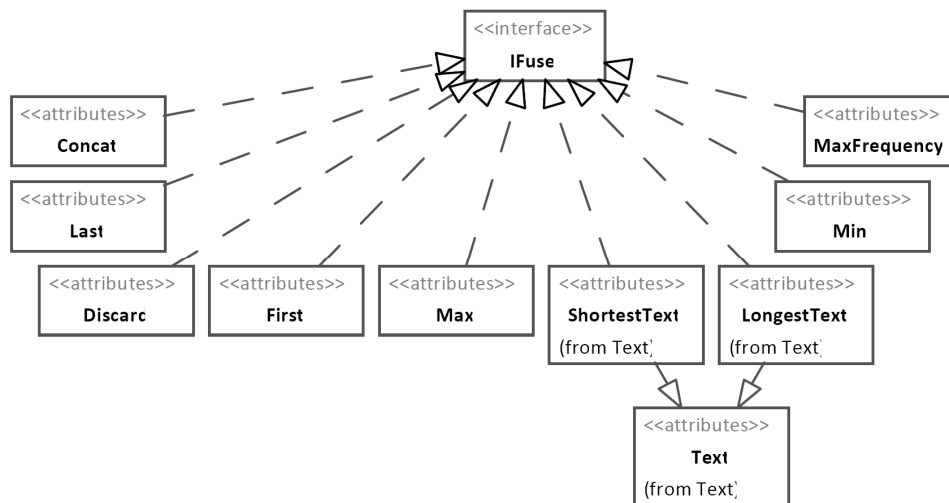 <<interface>>
IFuse
<<attributes>>
Concat
<<attributes>>
MaxFrequency
<<attributes>>
Last
<<attributes>>
Min
<<attributes>>
Discarc
<<attributes>>
First
<<attributes>>
Max
<<attributes>>
ShortestText
(from Text)
<<attributes>>
LongestText
(from Text)
<<attributes>>
Text
(from Text)